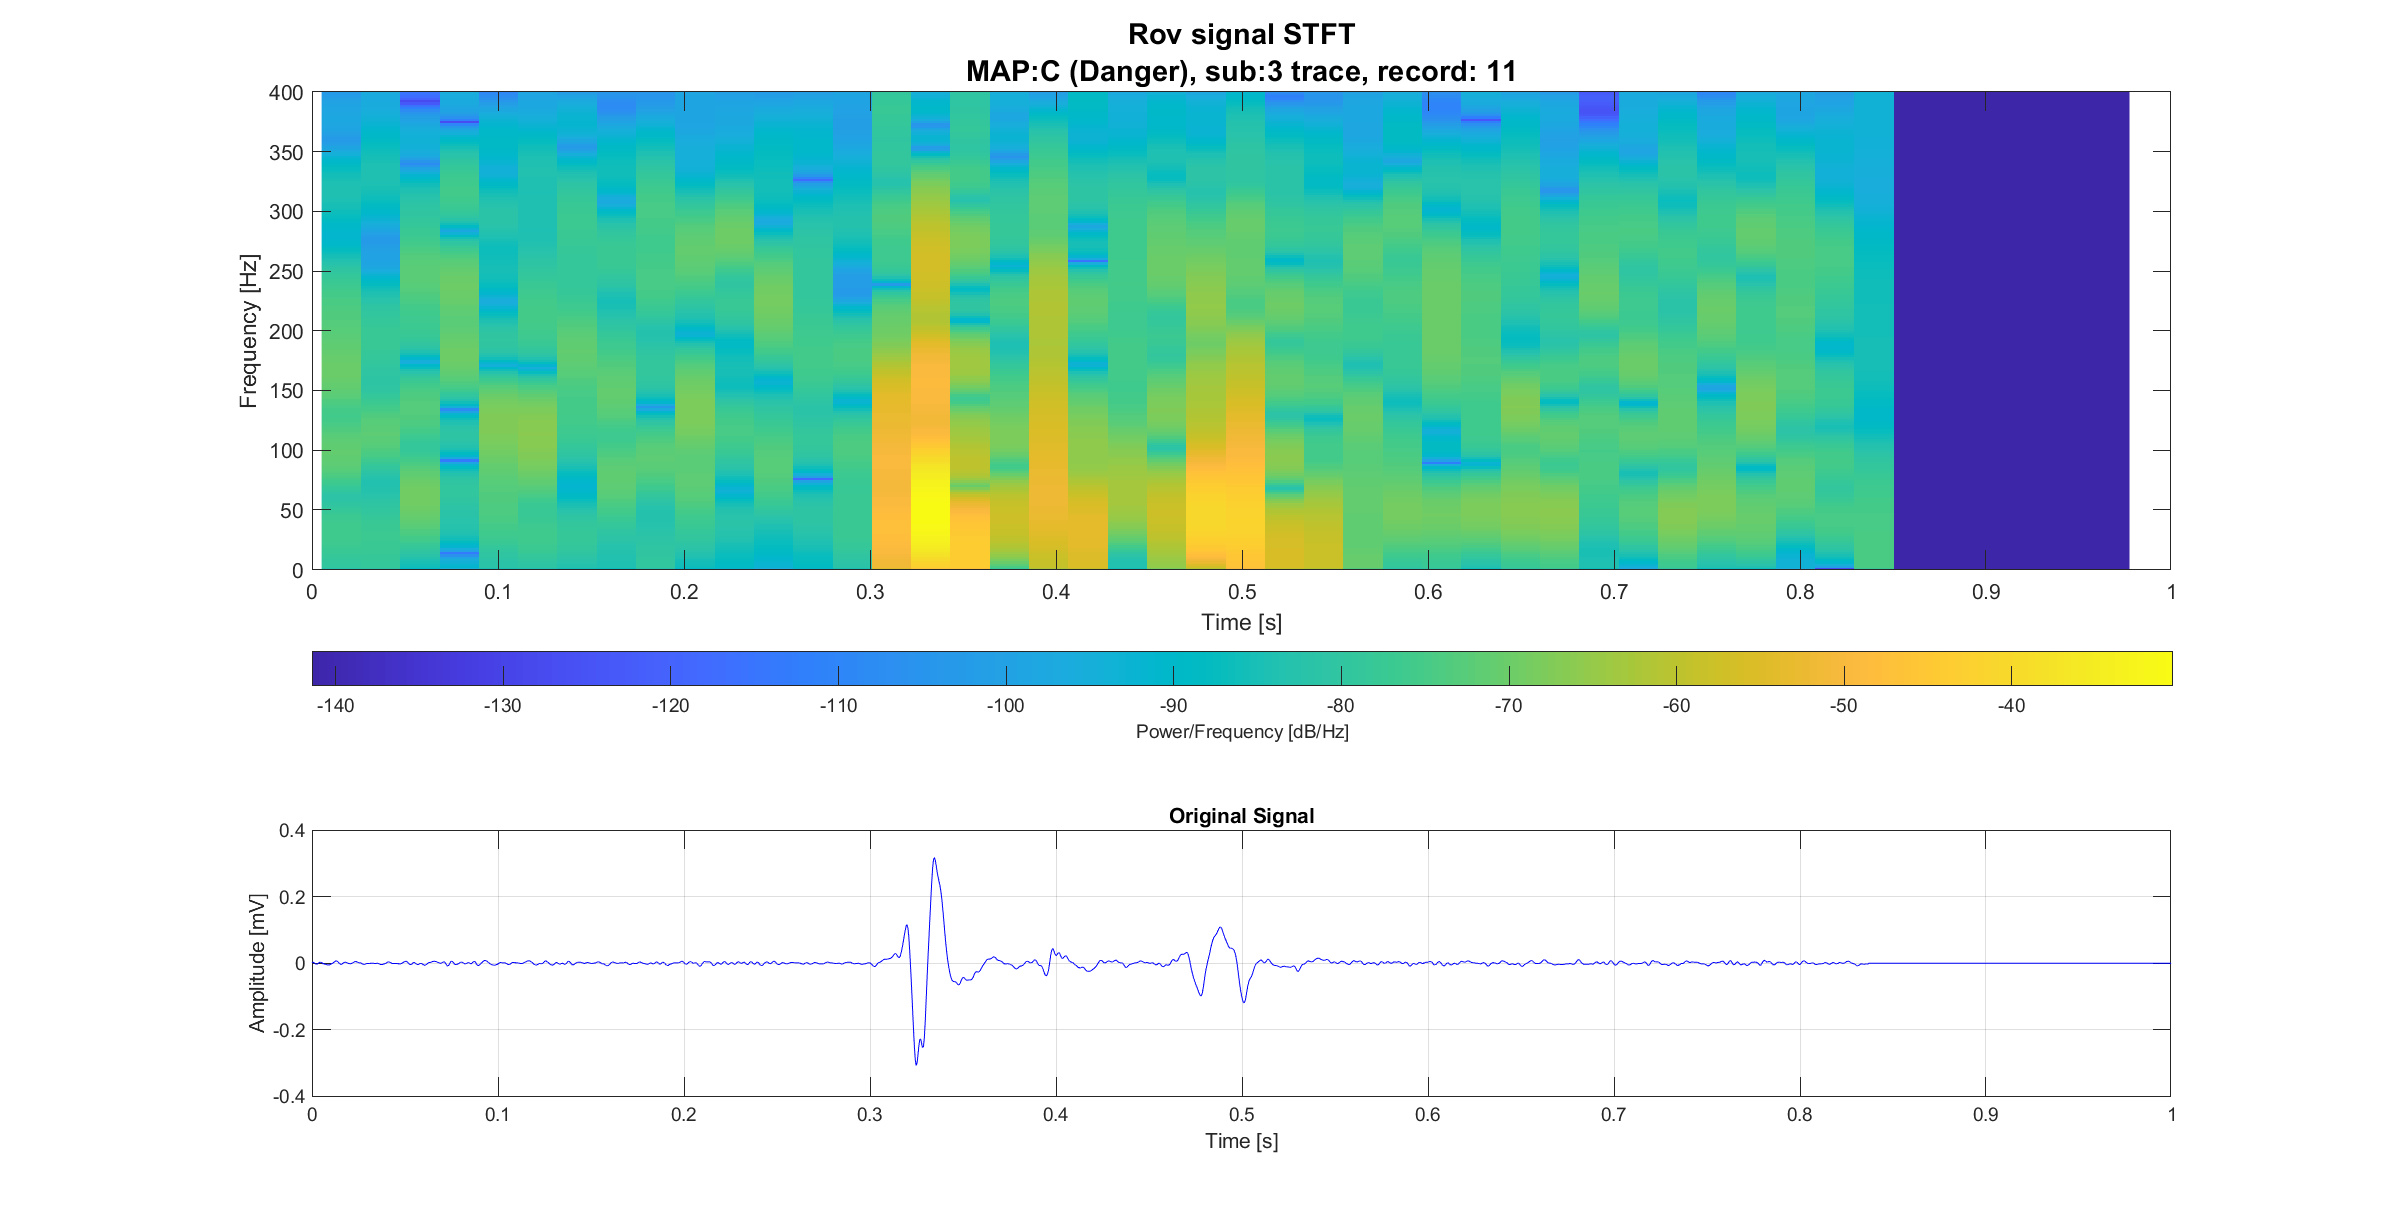 Rov signal STFT
MAP:C (Danger), sub:3 trace, record: 11
400
350
300
250
200
150
100
50
0
Frequency [Hz]
0 0.1 0.2 0.3 0.4 0.5 0.6 0.7 0.8 0.9 1
Time [s]
-140 -130 -120 -110 -100 -90 -80 -70 -60 -50 -40
Power/Frequency [dB/Hz]
Original Signal
0.4
0.2
0
-0.2
-0.4
Amplitude [mV]
0 0.1 0.2 0.3 0.4 0.5 0.6 0.7 0.8 0.9 1
Time [s]